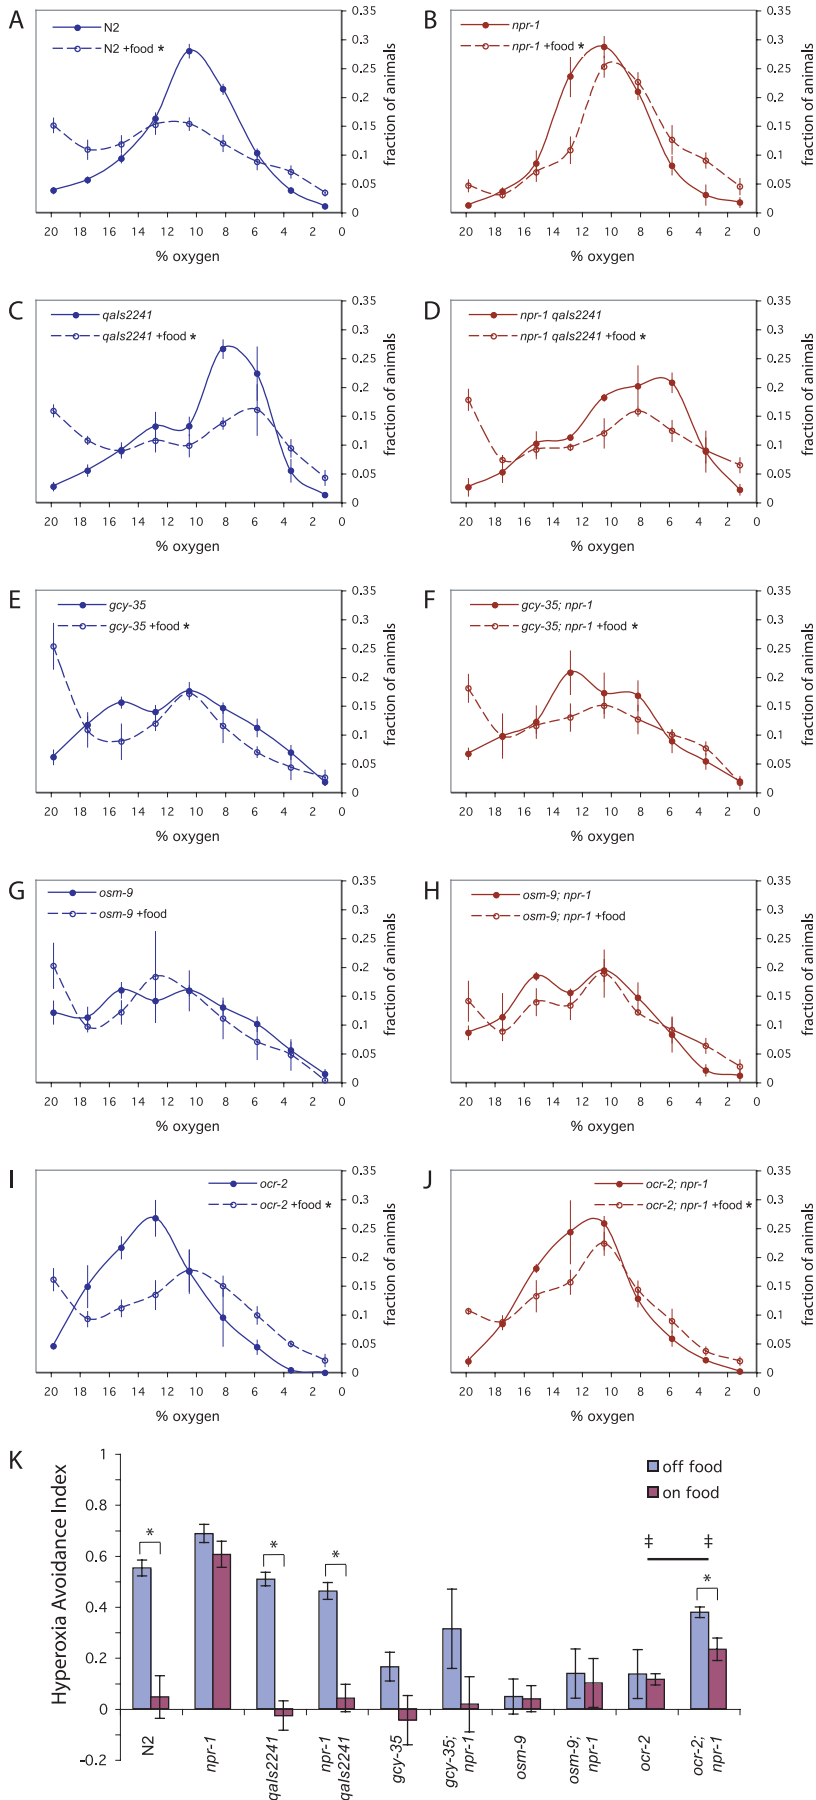 A
N2
N2 +food *
0.35
0.3
0.25
0.2
0.15
0.1
0.05
0
fraction of animals
20 18 16 14 12 10 8 6 4 2 0
% oxygen
B
npr-1
npr-1 +food *
0.35
0.3
0.25
0.2
0.15
0.1
0.05
0
fraction of animals
20 18 16 14 12 10 8 6 4 2 0
% oxygen
C
qaIs2241
qaIs2241 +food *
0.35
0.3
0.25
0.2
0.15
0.1
0.05
0
fraction of animals
20 18 16 14 12 10 8 6 4 2 0
% oxygen
D
npr-1 qaIs2241
npr-1 qaIs2241 +food *
0.35
0.3
0.25
0.2
0.15
0.1
0.05
0
fraction of animals
20 18 16 14 12 10 8 6 4 2 0
% oxygen
E
gcy-35
gcy-35 +food *
0.35
0.3
0.25
0.2
0.15
0.1
0.05
0
fraction of animals
20 18 16 14 12 10 8 6 4 2 0
% oxygen
F
gcy-35; npr-1
gcy-35; npr-1 +food *
0.35
0.3
0.25
0.2
0.15
0.1
0.05
0
fraction of animals
20 18 16 14 12 10 8 6 4 2 0
% oxygen
G
osm-9
osm-9 +food
0.35
0.3
0.25
0.2
0.15
0.1
0.05
0
fraction of animals
20 18 16 14 12 10 8 6 4 2 0
% oxygen
H
osm-9; npr-1
osm-9; npr-1 +food
0.35
0.3
0.25
0.2
0.15
0.1
0.05
0
fraction of animals
20 18 16 14 12 10 8 6 4 2 0
% oxygen
I
ocr-2
ocr-2 +food *
0.35
0.3
0.25
0.2
0.15
0.1
0.05
0
fraction of animals
20 18 16 14 12 10 8 6 4 2 0
% oxygen
J
ocr-2; npr-1
ocr-2; npr-1 +food *
0.35
0.3
0.25
0.2
0.15
0.1
0.05
0
fraction of animals
20 18 16 14 12 10 8 6 4 2 0
% oxygen
K
Hyperoxia Avoidance Index
1
0.8
0.6
0.4
0.2
0
-0.2
off food
on food
* * * ‡ ‡ *
N2
npr-1
qaIs2241
npr-1
qaIs2241
gcy-35
gcy-35;
npr-1
osm-9
osm-9;
npr-1
ocr-2
ocr-2;
npr-1